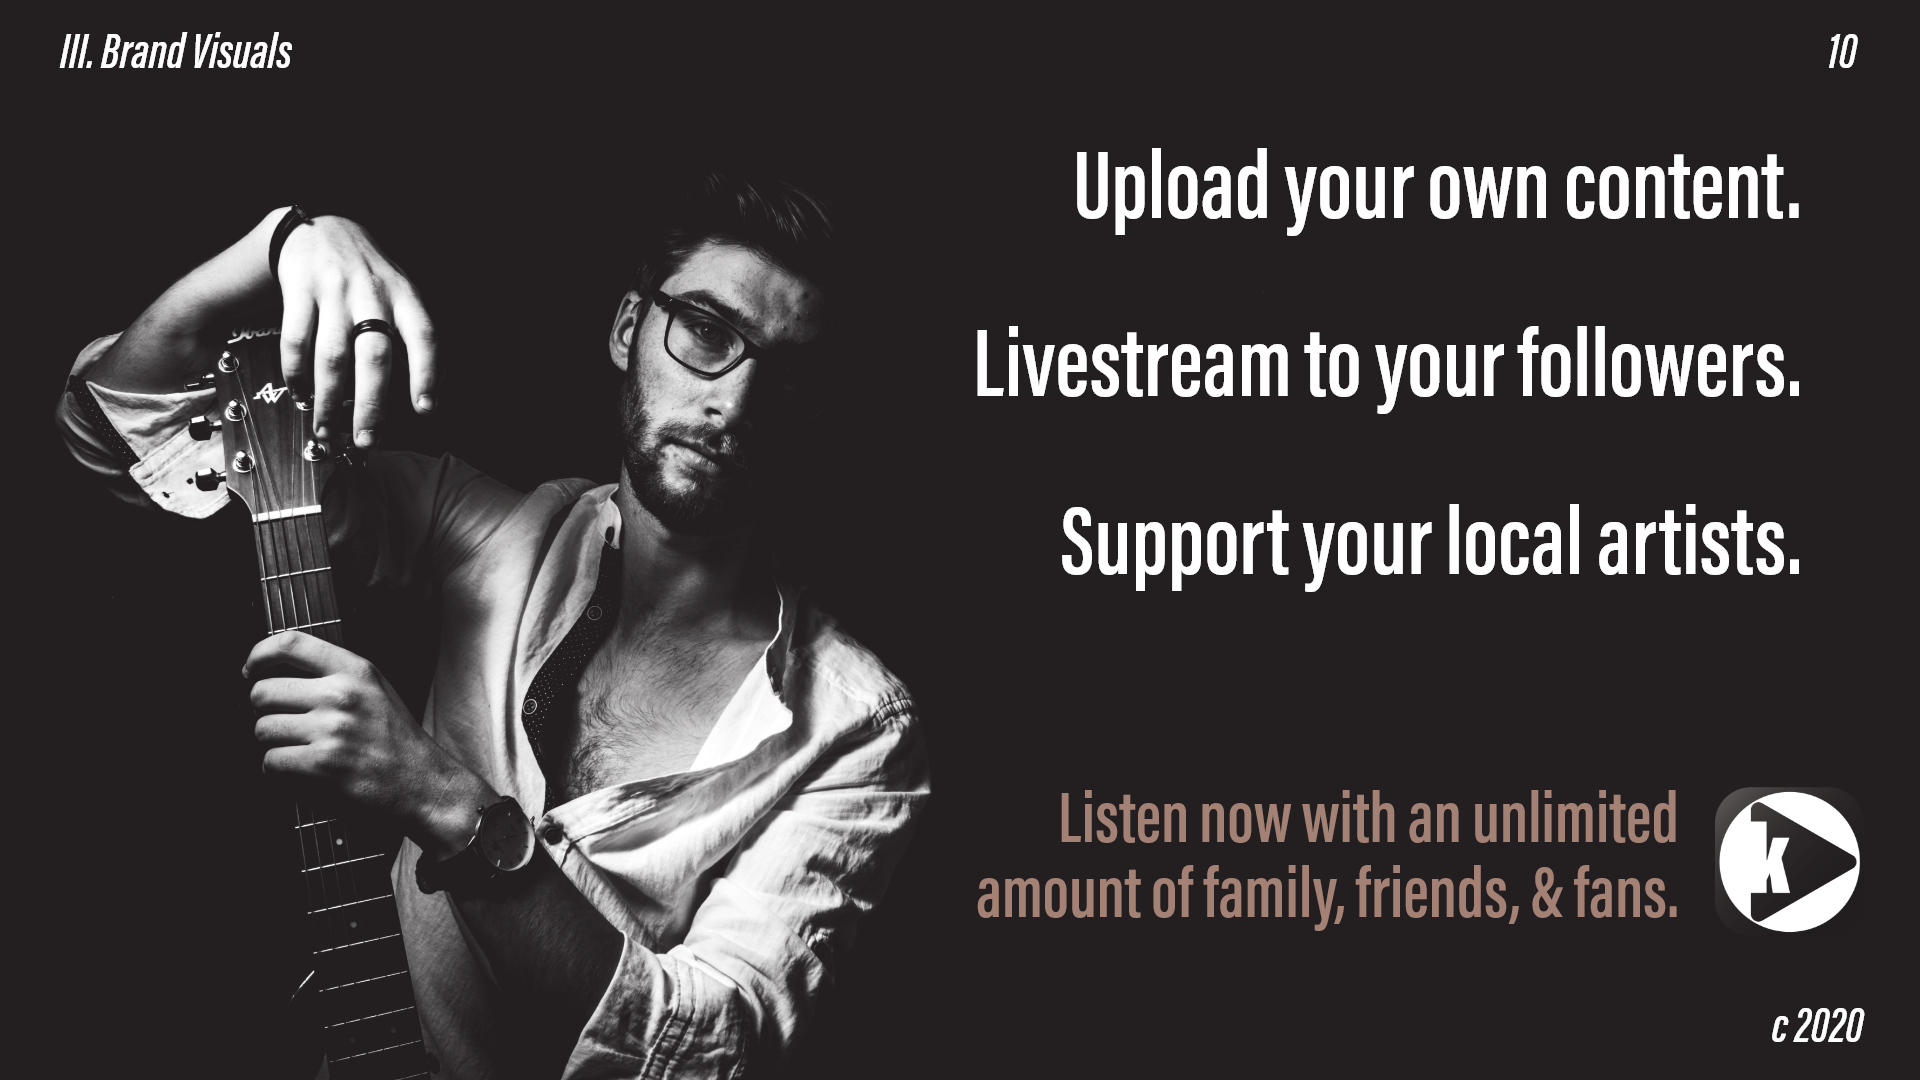 III. Brand Visuals
10
Upload your own content.
Livestream to your followers.
Support your local artists.
Listen now with an unlimited
amount of family, friends, & fans.
k
c 2020